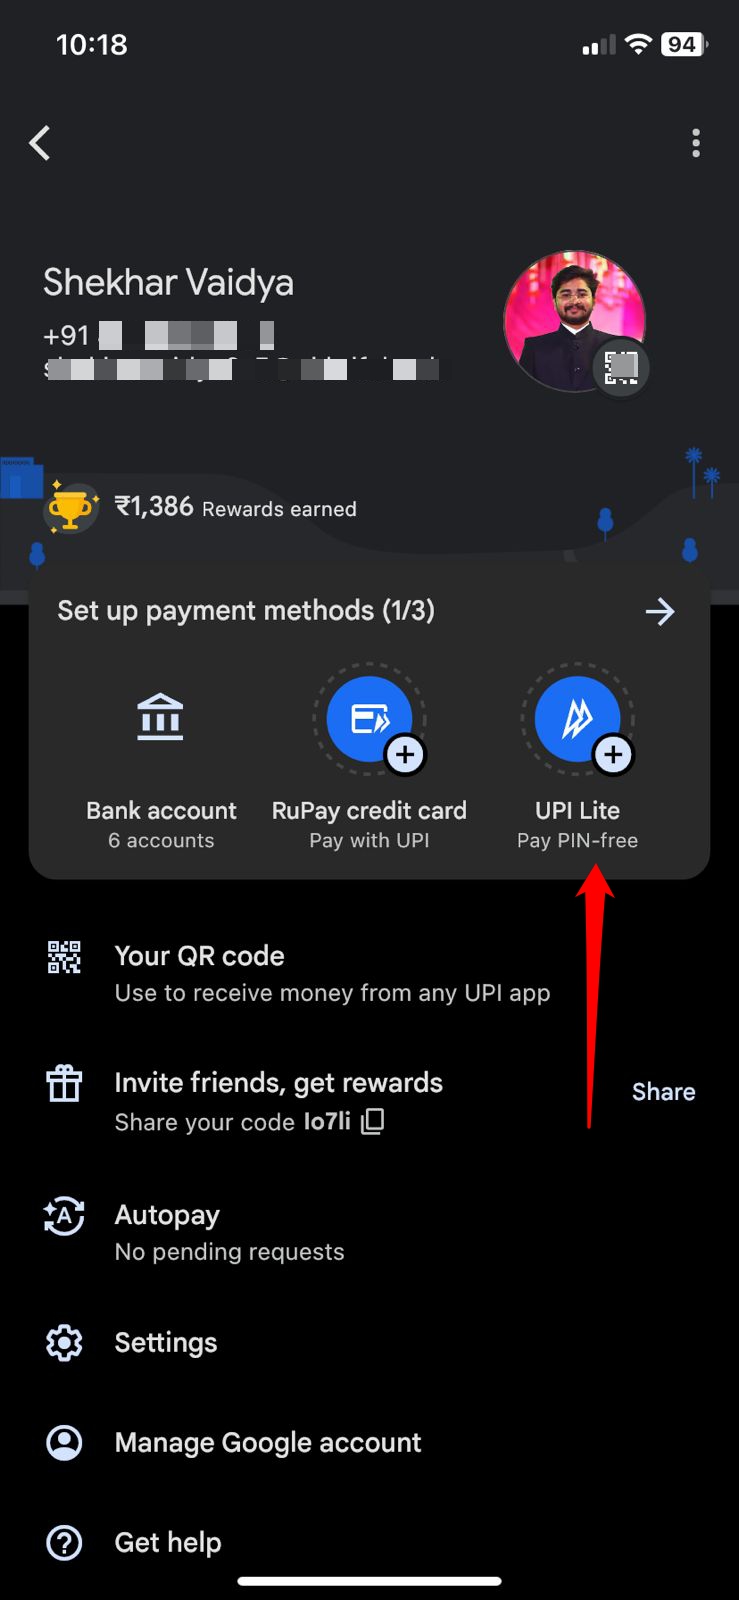 10:18
94
Shekhar Vaidya
+91
₹1,386 Rewards earned
Set up payment methods (1/3)
Bank account
6 accounts
RuPay credit card
Pay with UPI
UPI Lite
Pay PIN-free
Your QR code
Use to receive money from any UPI app
Invite friends, get rewards
Share your code lo7li
Share
Autopay
No pending requests
Settings
Manage Google account
Get help